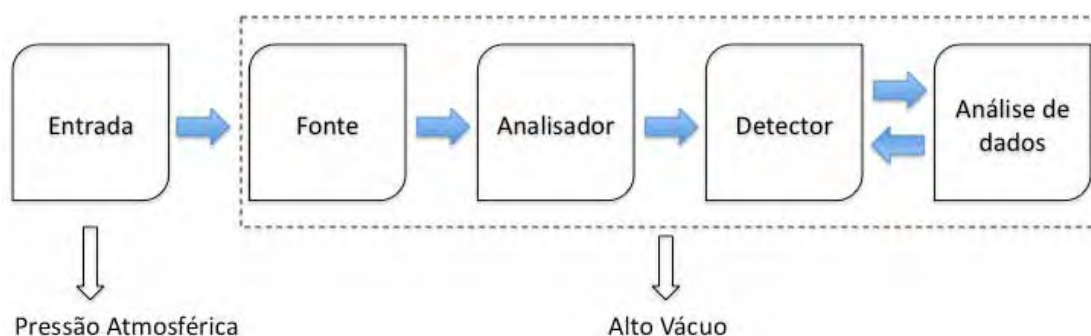 Entrada
Fonte
Analisador
Detector
Análise de
dados
Pressão Atmosférica
Alto Vácuo